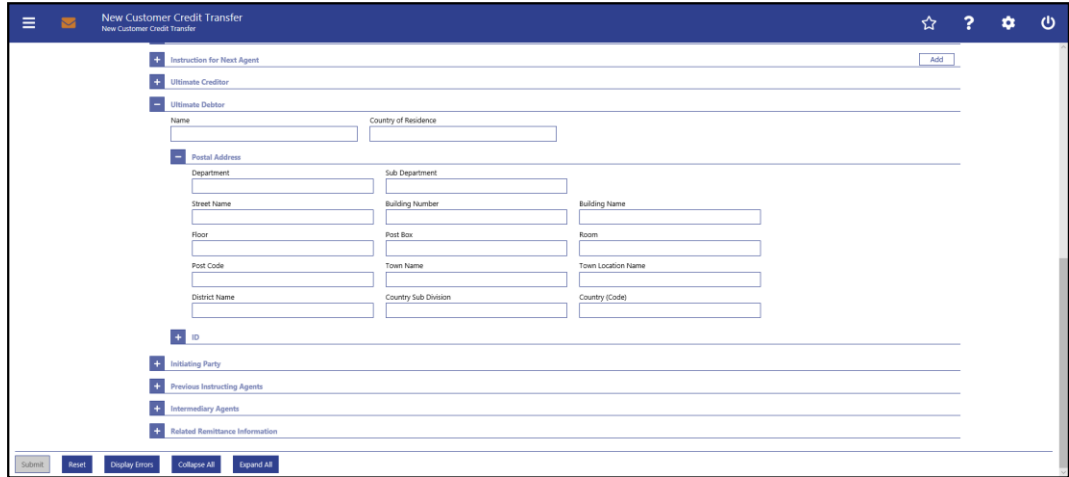 New Customer Credit Transfer
New Customer Credit Transfer
Instruction for Next Agent Add
Ultimate Creditor
Ultimate Debtor
Name Country of Residence
Postal Address
Department Sub Department
Street Name Building Number Building Name
Floor Post Box Room
Post Code Town Name Town Location Name
District Name Country Sub Division Country (Code)
ID
Initiating Party
Previous Instructing Agents
Intermediary Agents
Related Remittance Information
Submit Reset Display Errors Collapse All Expand All